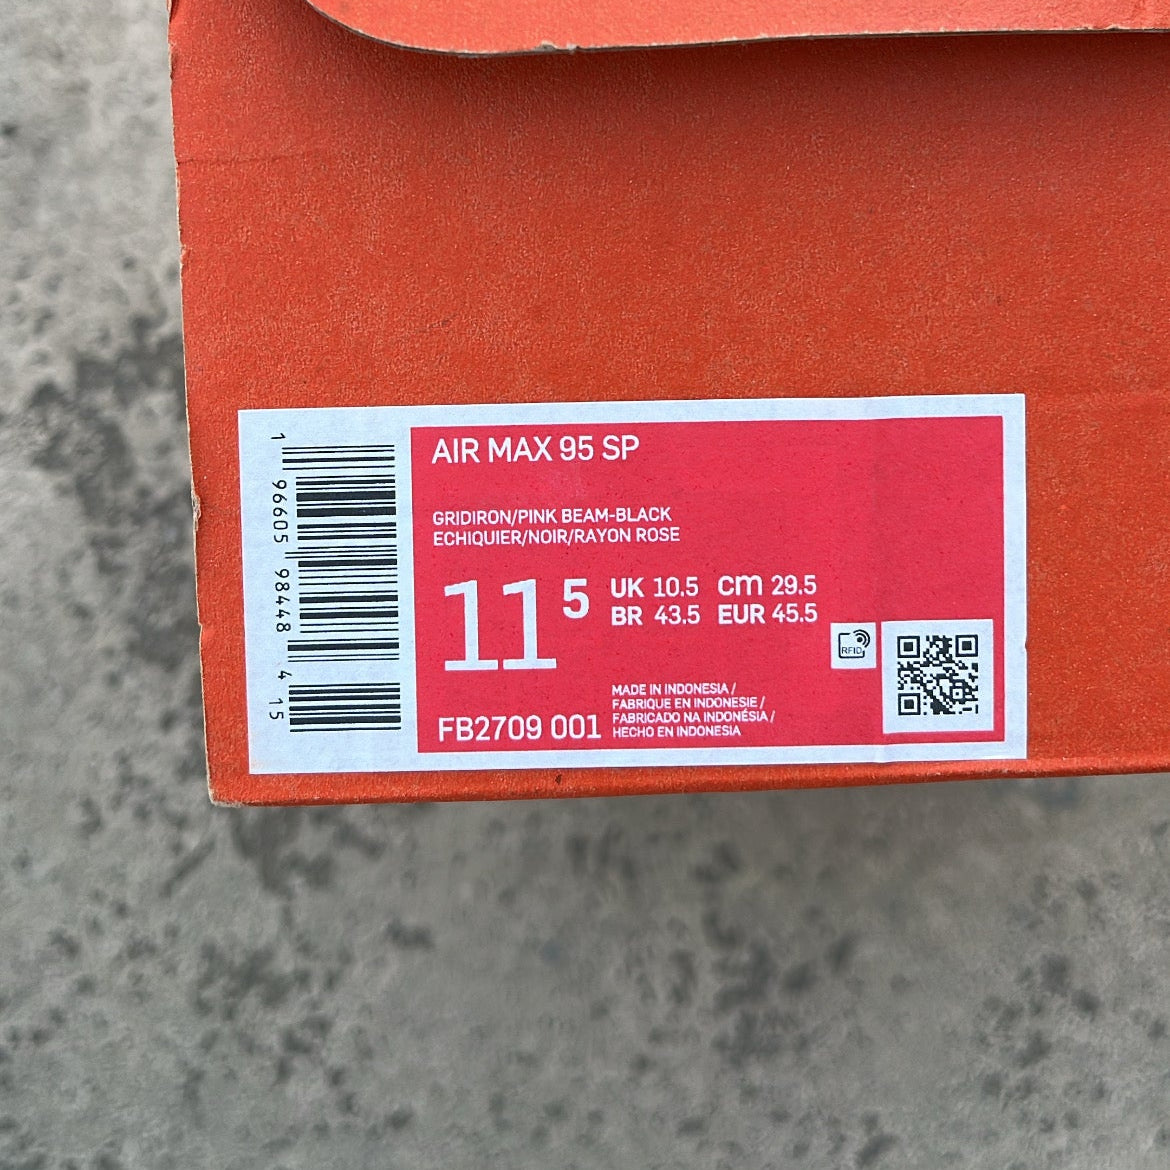 AIR MAX 95 SP
GRIDIRON/PINK BEAM-BLACK
ECHIQUIER/NOIR/RAYON ROSE
11 5
UK 10.5 cm 29.5
BR 43.5 EUR 45.5
RFID
FB2709 001
MADE IN INDONESIA /
FABRIQUE EN INDONESIE /
FABRICADO NA INDONÉSIA /
HECHO EN INDONESIA
1 96605 98448 4 15